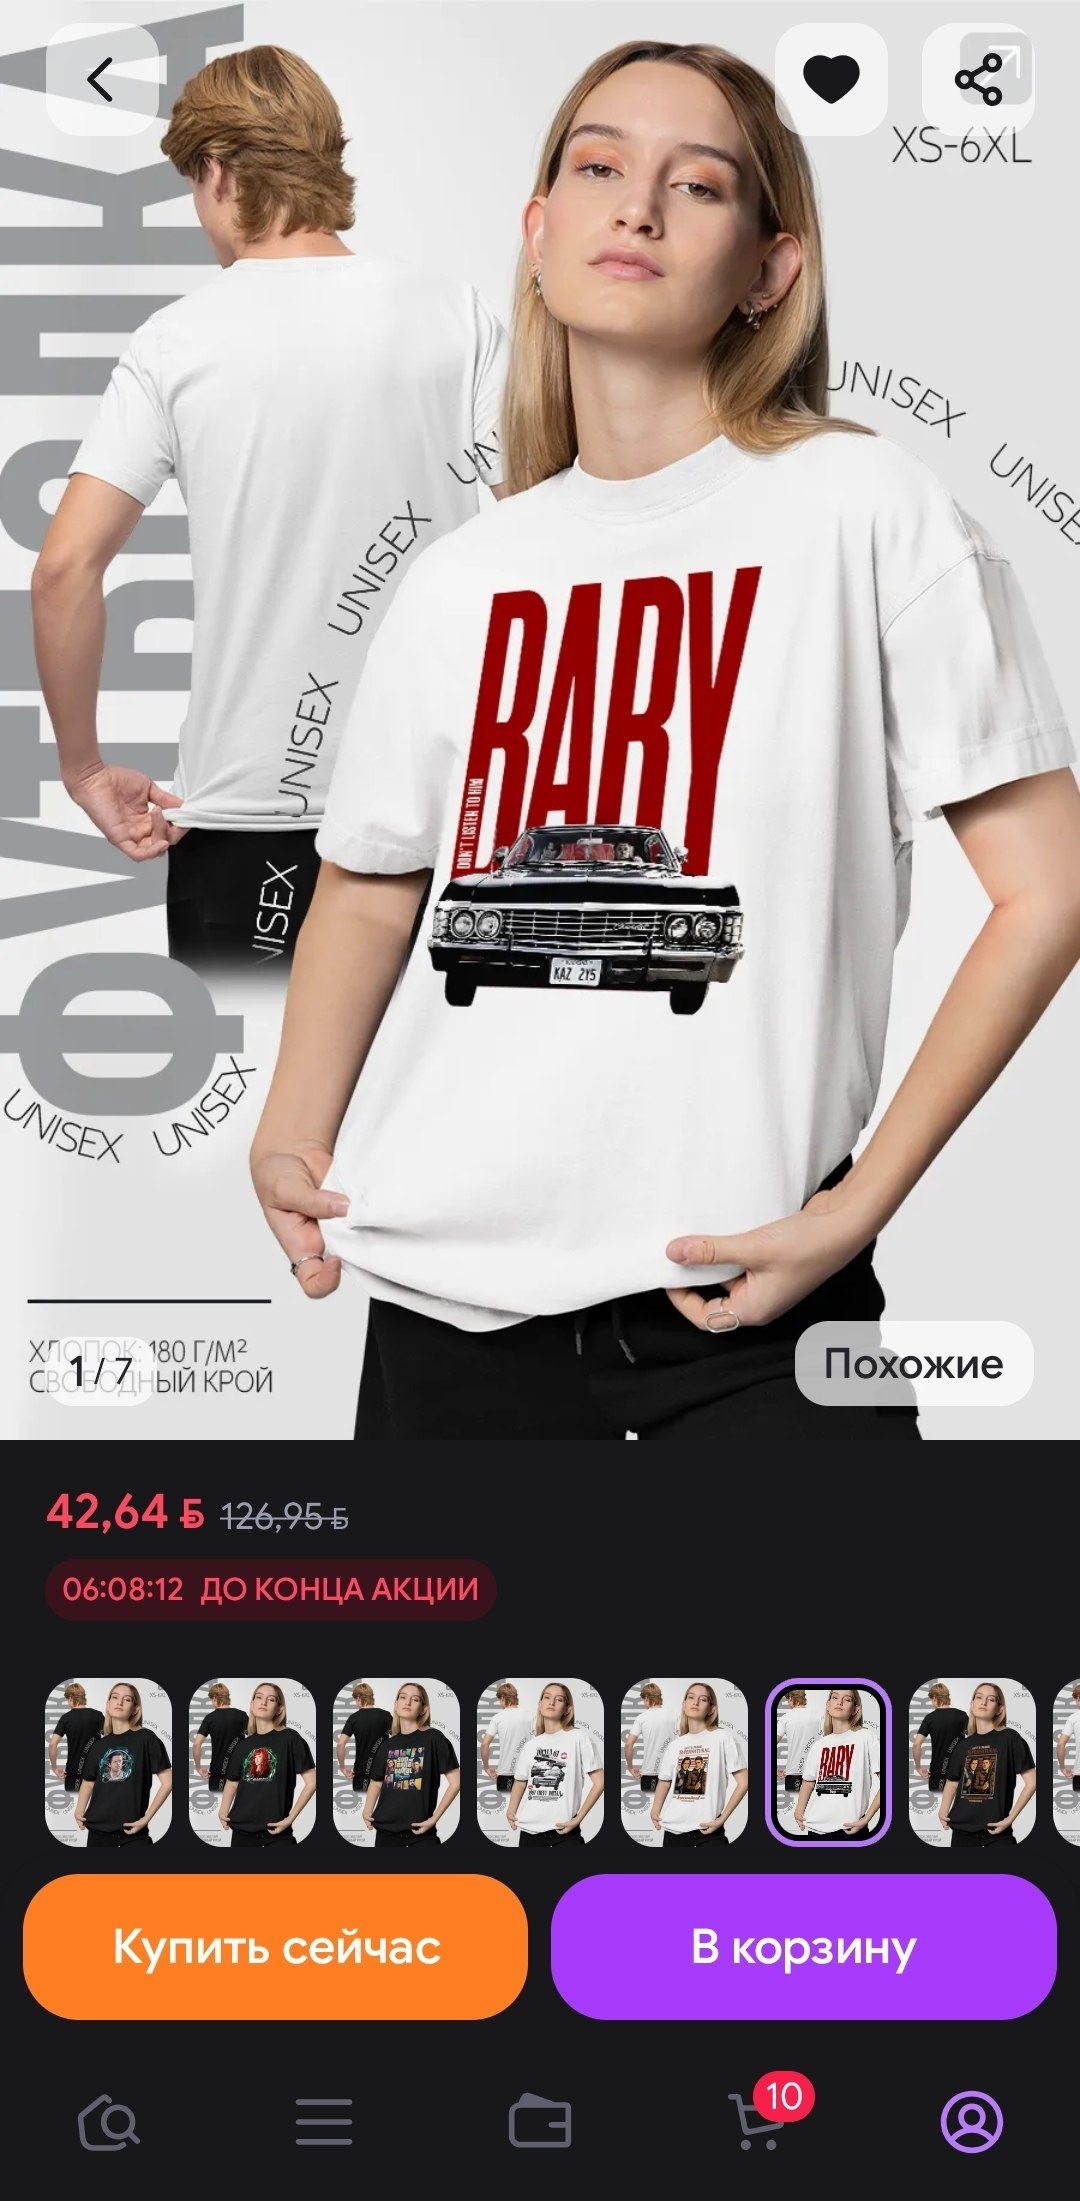 XS-6XL
ФУТБОЛКА
UNISEX
UNISEX
UNISEX
UNISEX
UNISEX
UNISEX
BABY
DON'T LISTEN TO HIM
KAZ 2Y5
ХЛОПОК: 180 Г/М²
СВОБОДНЫЙ КРОЙ
1 / 7
Похожие
42,64 126,95
06:08:12 ДО КОНЦА АКЦИИ
BABY
Купить сейчас
В корзину
10